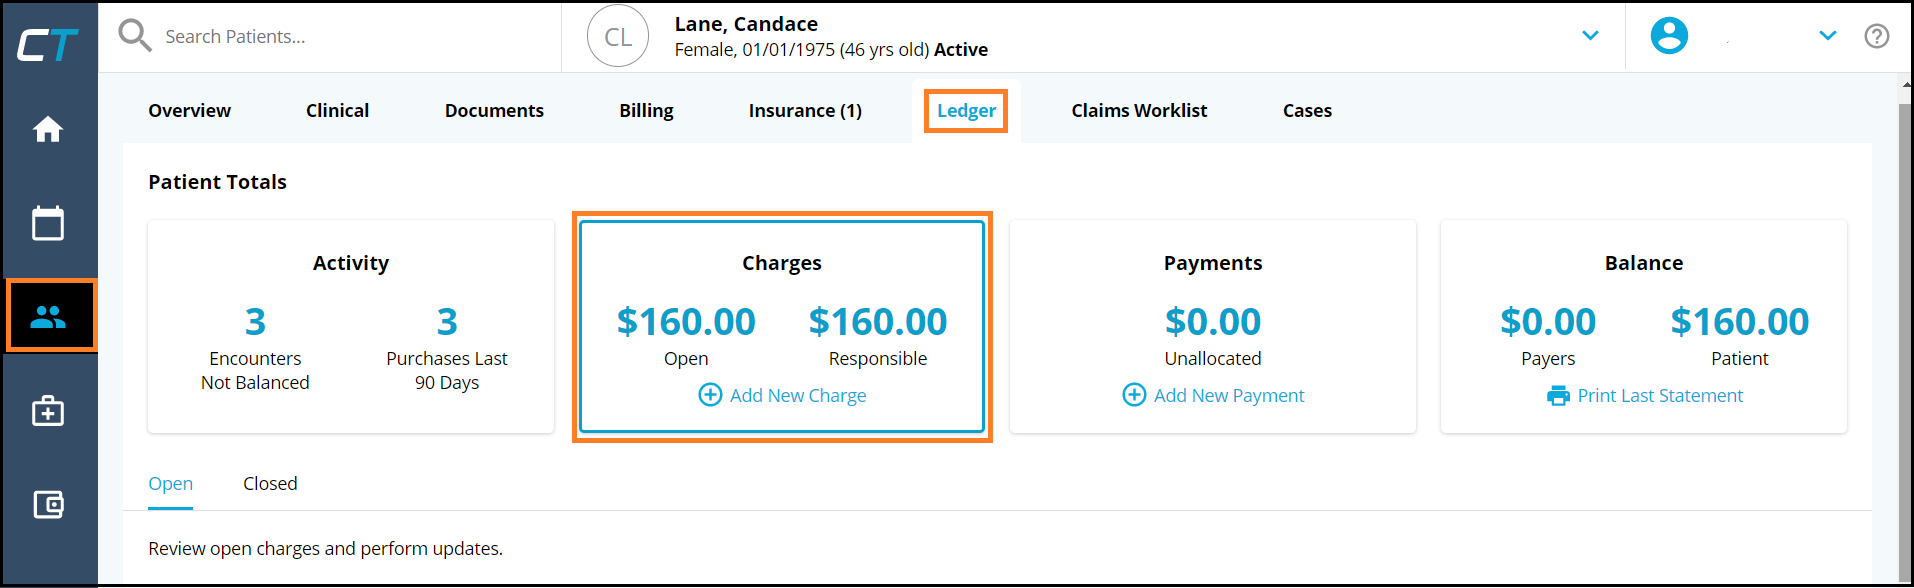 CT
Search Patients...
CL
Lane, Candace
Female, 01/01/1975 (46 yrs old) Active
Overview Clinical Documents Billing Insurance (1) Ledger Claims Worklist Cases
Patient Totals
Activity
3 3
Encounters Purchases Last
Not Balanced 90 Days
Charges
$160.00 $160.00
Open Responsible
Add New Charge
Payments
$0.00
Unallocated
Add New Payment
Balance
$0.00 $160.00
Payers Patient
Print Last Statement
Open Closed
Review open charges and perform updates.